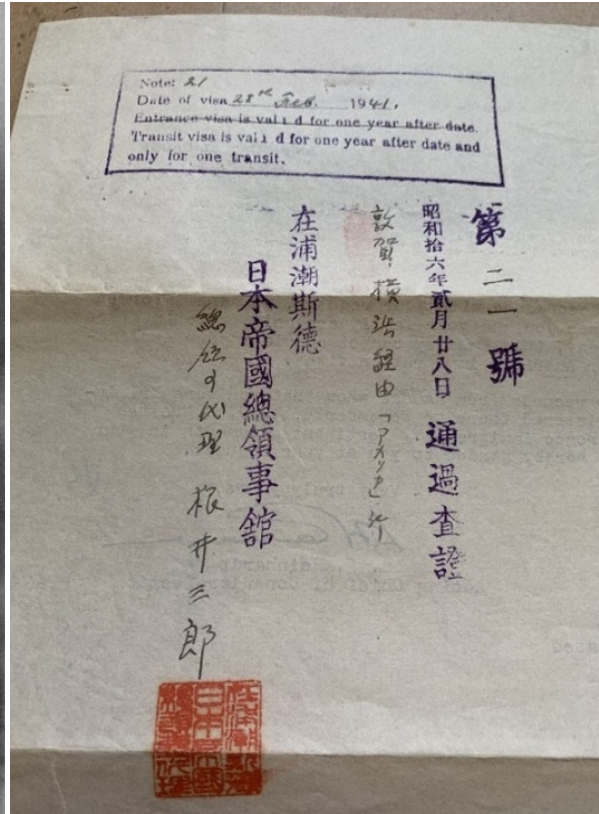 Note: 21
Date of visa 28th Feb. 1941.
Entrance visa is vali d for one year after date.
Transit visa is vali d for one year after date and
only for one transit.
第二一號
昭和拾六年貳月廿八日 通過査證
敦賀横浜経由「アメリカ」行
在浦潮斯德
日本帝國總領事館
總領事代理 根井三郎